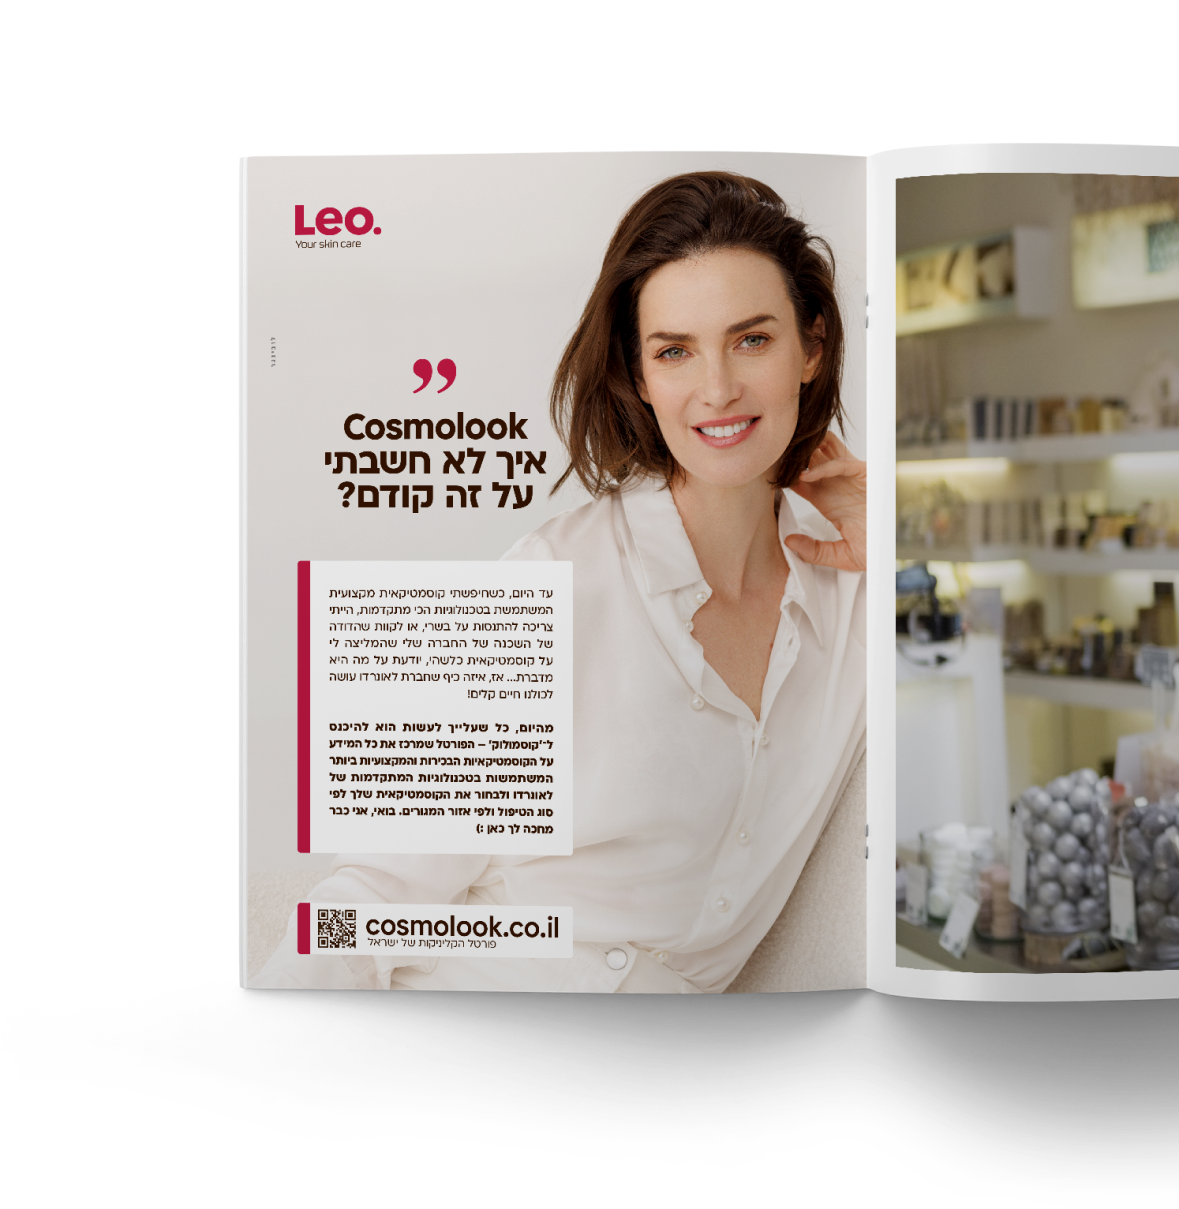 Leo.
Your skin care
לובינגר
”
Cosmolook
איך לא חשבתי
על זה קודם?
עד היום, כשחיפשתי קוסמטיקאית מקצועית
המשתמשת בטכנולוגיות הכי מתקדמות, הייתי
צריכה להתנסות על בשרי, או לקוות שהדודה
של השכנה של החברה שלי שהמליצה לי
על קוסמטיקאית כלשהי, יודעת על מה היא
מדברת... אז, איזה כיף שחברת לאונרדו עושה
לכולנו חיים קלים!
מהיום, כל שעלייך לעשות הוא להיכנס
ל־'קוסמולוק' – הפורטל שמרכז את כל המידע
על הקוסמטיקאיות הבכירות והמקצועיות ביותר
המשתמשות בטכנולוגיות המתקדמות של
לאונרדו ולבחור את הקוסמטיקאית שלך לפי
סוג הטיפול ולפי אזור המגורים. בואי, אני כבר
מחכה לך כאן :)
cosmolook.co.il
פורטל הקליניקות של ישראל